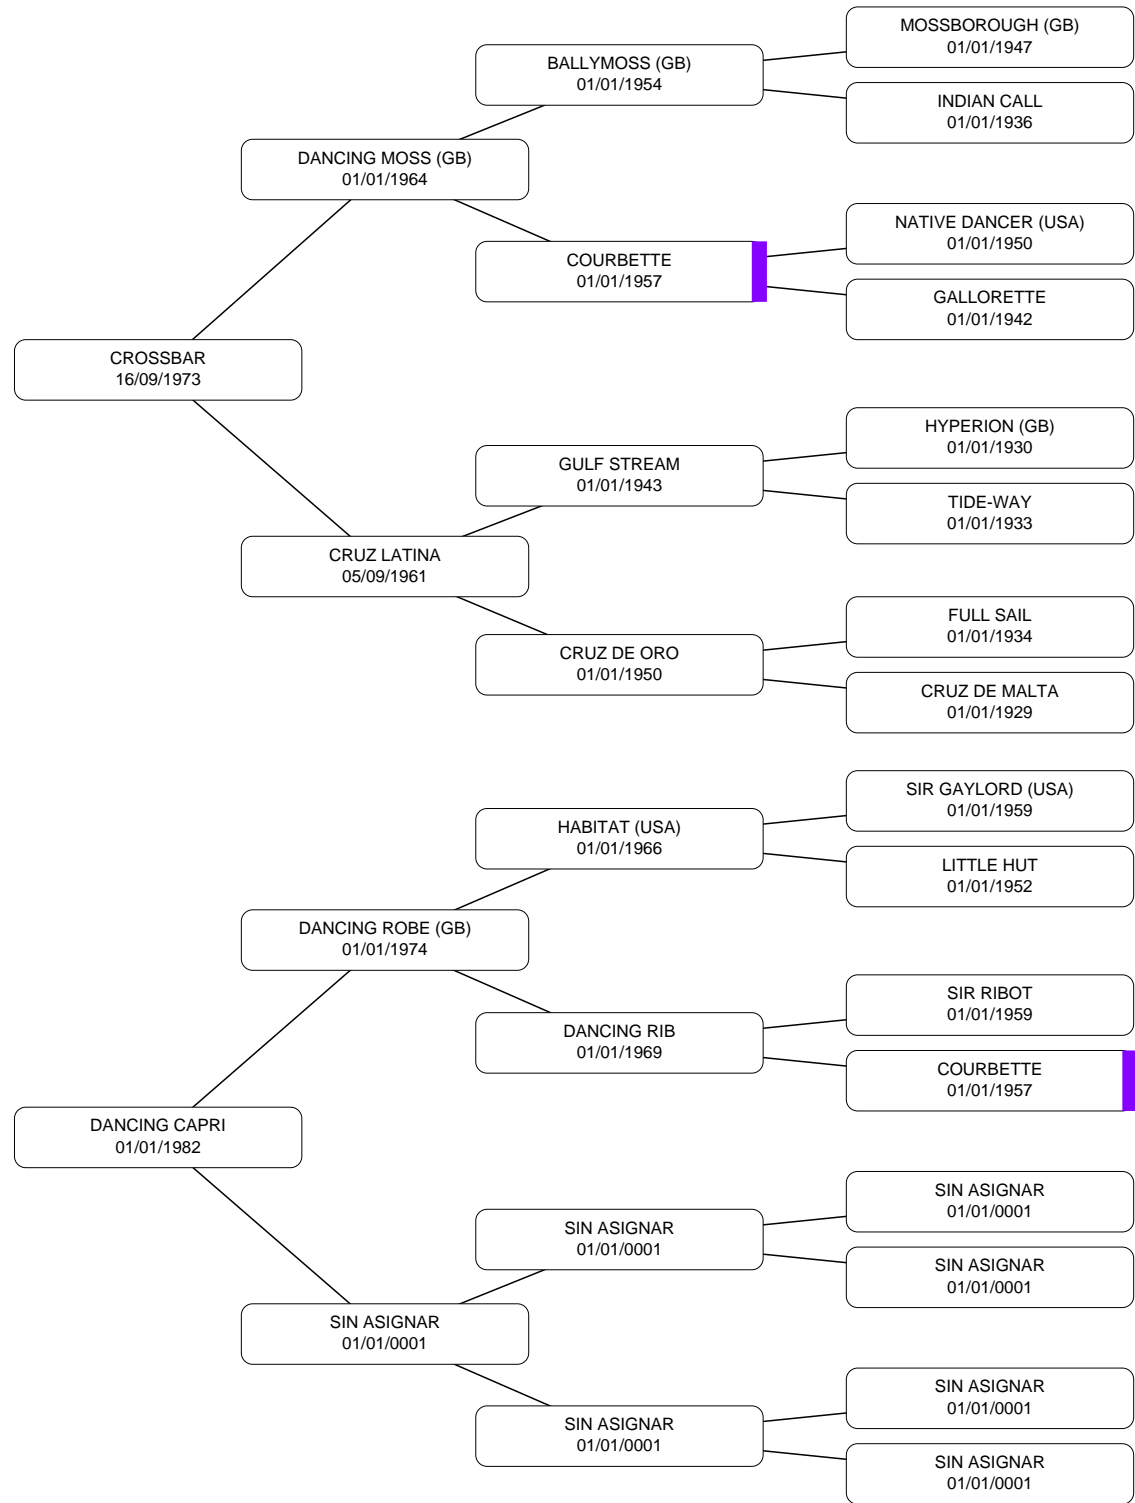 MOSSBOROUGH (GB)
01/01/1947
BALLYMOSS (GB)
01/01/1954
INDIAN CALL
01/01/1936
DANCING MOSS (GB)
01/01/1964
NATIVE DANCER (USA)
01/01/1950
COURBETTE
01/01/1957
GALLORETTE
01/01/1942
CROSSBAR
16/09/1973
HYPERION (GB)
01/01/1930
GULF STREAM
01/01/1943
TIDE-WAY
01/01/1933
CRUZ LATINA
05/09/1961
FULL SAIL
01/01/1934
CRUZ DE ORO
01/01/1950
CRUZ DE MALTA
01/01/1929
SIR GAYLORD (USA)
01/01/1959
HABITAT (USA)
01/01/1966
LITTLE HUT
01/01/1952
DANCING ROBE (GB)
01/01/1974
SIR RIBOT
01/01/1959
DANCING RIB
01/01/1969
COURBETTE
01/01/1957
DANCING CAPRI
01/01/1982
SIN ASIGNAR
01/01/0001
SIN ASIGNAR
01/01/0001
SIN ASIGNAR
01/01/0001
SIN ASIGNAR
01/01/0001
SIN ASIGNAR
01/01/0001
SIN ASIGNAR
01/01/0001
SIN ASIGNAR
01/01/0001